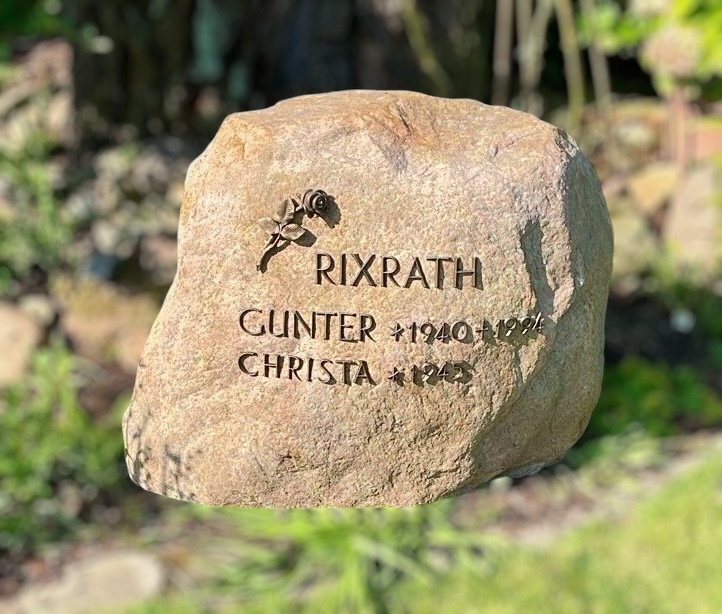 RIXRATH
GUNTER *1940 +1994
CHRISTA *1943